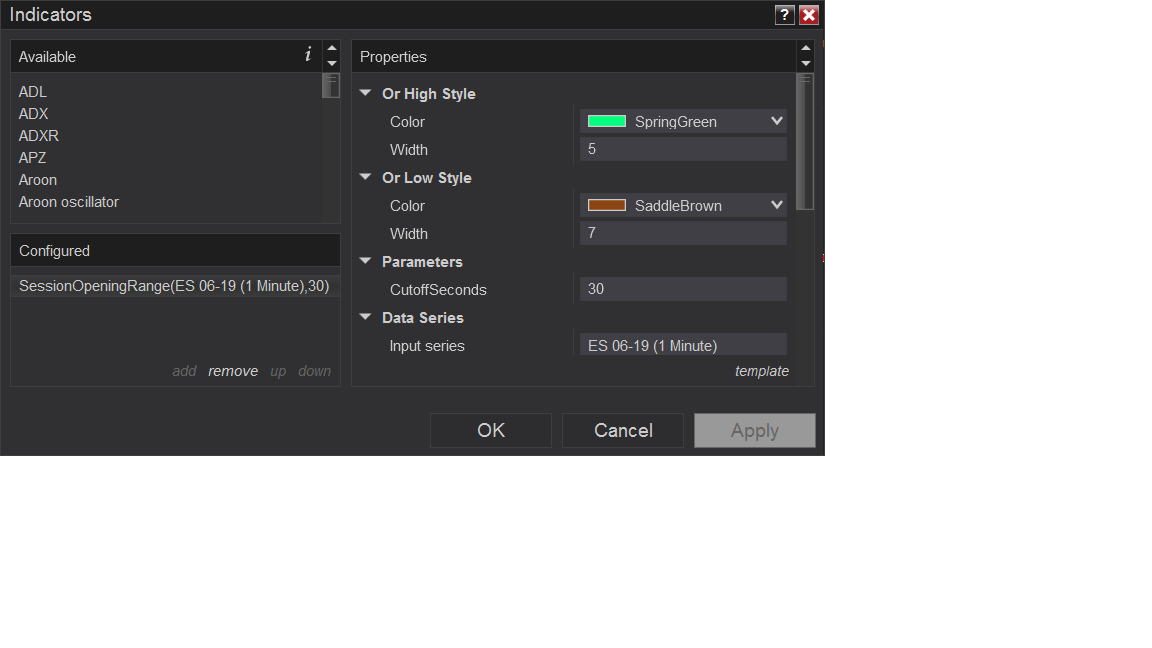 Indicators
?
Available
i
ADL
ADX
ADXR
APZ
Aroon
Aroon oscillator
Configured
SessionOpeningRange(ES 06-19 (1 Minute),30)
add remove up down
Properties
Or High Style
Color SpringGreen
Width 5
Or Low Style
Color SaddleBrown
Width 7
Parameters
CutoffSeconds 30
Data Series
Input series ES 06-19 (1 Minute)
template
OK Cancel Apply